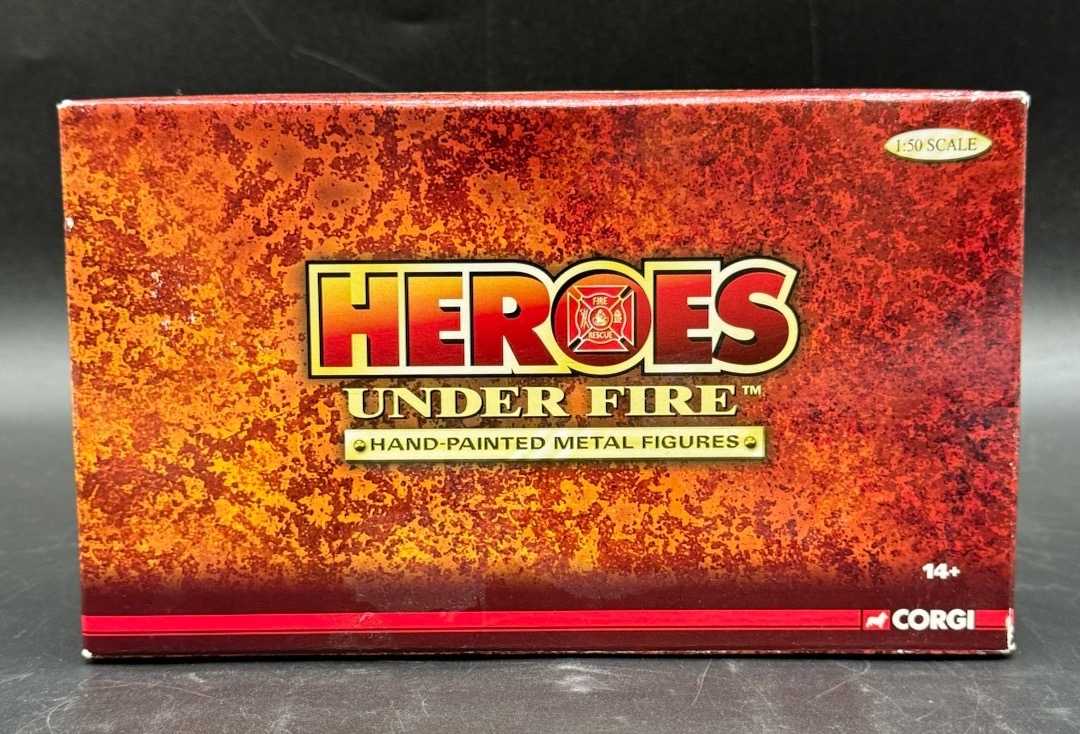 1:50 SCALE
HEROES
FIRE
RESCUE
UNDER FIRE™
HAND-PAINTED METAL FIGURES
14+
CORGI